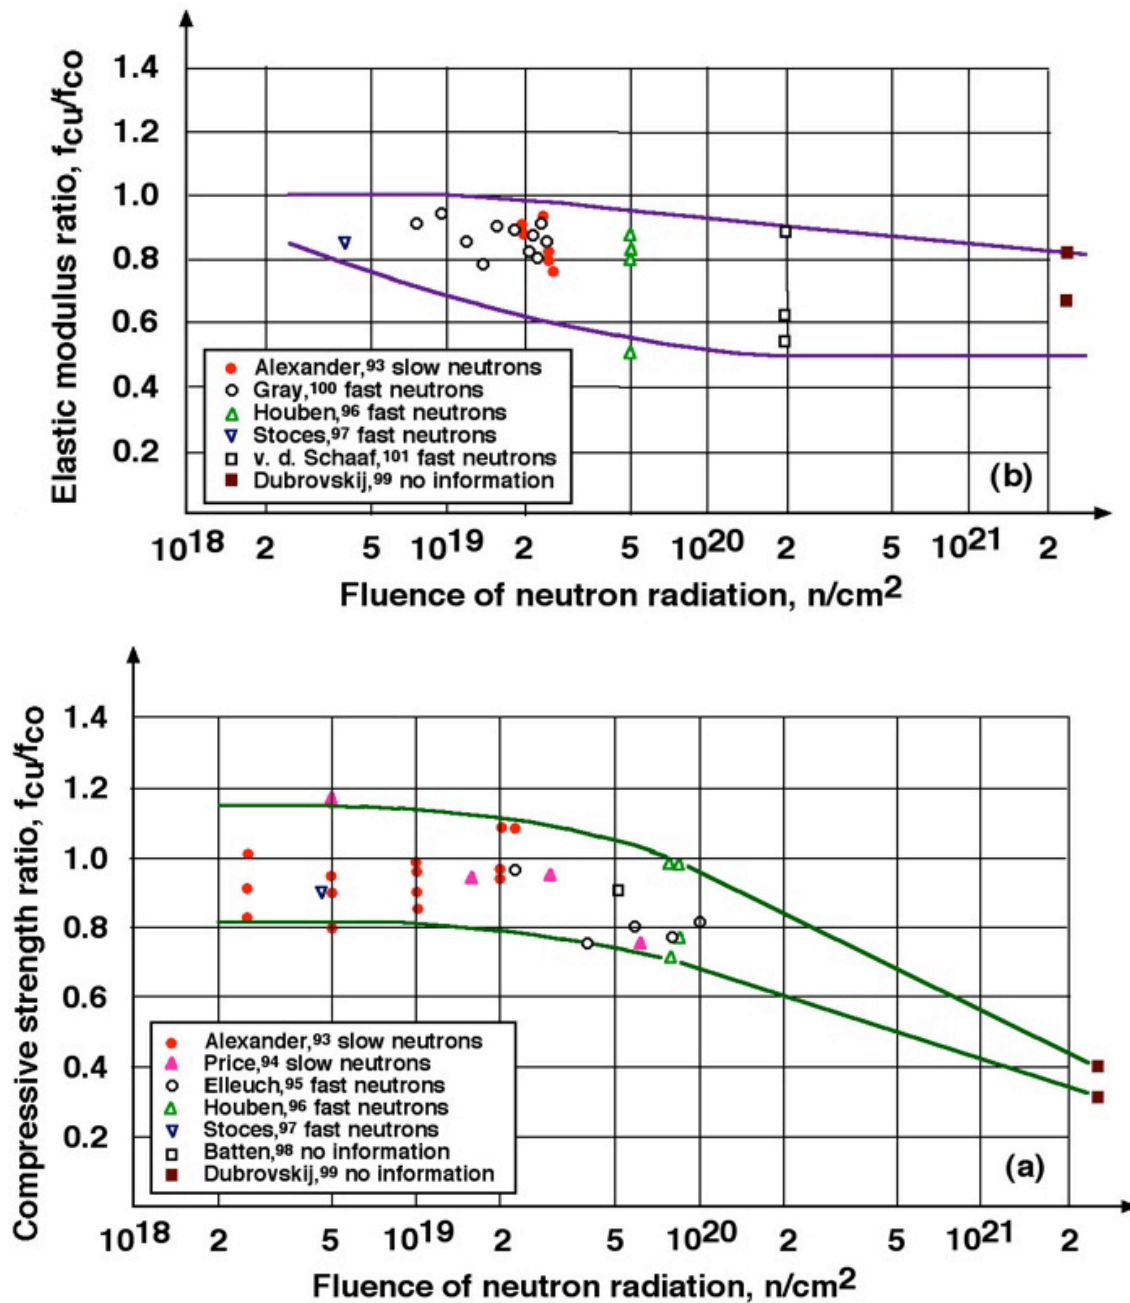 Elastic modulus ratio, fcu/fco
1.4
1.2
1.0
0.8
0.6
0.4
0.2
Alexander,93 slow neutrons
Gray,100 fast neutrons
Houben,96 fast neutrons
Stoces,97 fast neutrons
v. d. Schaaf,101 fast neutrons
Dubrovskij,99 no information
(b)
1018 2 5 1019 2 5 1020 2 5 1021 2
Fluence of neutron radiation, n/cm2
Compressive strength ratio, fcu/fco
1.4
1.2
1.0
0.8
0.6
0.4
0.2
Alexander,93 slow neutrons
Price,94 slow neutrons
Elleuch,95 fast neutrons
Houben,96 fast neutrons
Stoces,97 fast neutrons
Batten,98 no information
Dubrovskij,99 no information
(a)
1018 2 5 1019 2 5 1020 2 5 1021 2
Fluence of neutron radiation, n/cm2